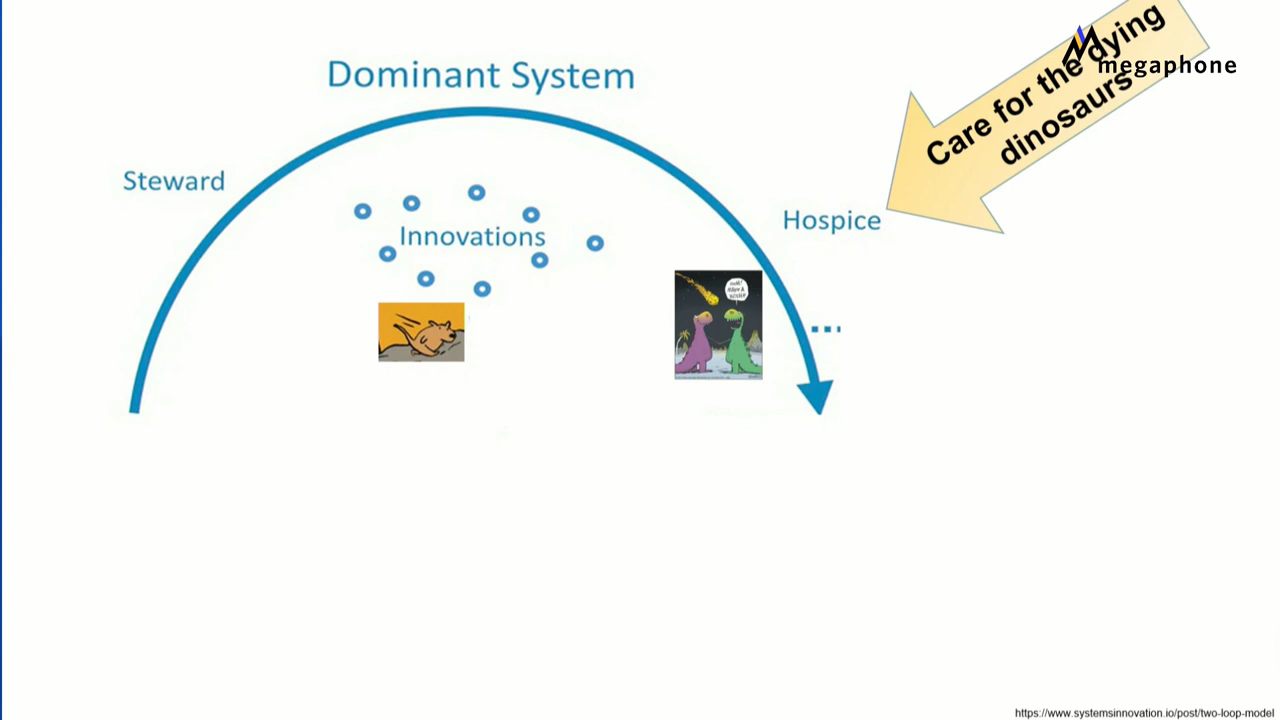 Dominant System
Steward
Innovations
Hospice
Care for the dying
dinosaurs
megaphone
https://www.systemsinnovation.io/post/two-loop-model